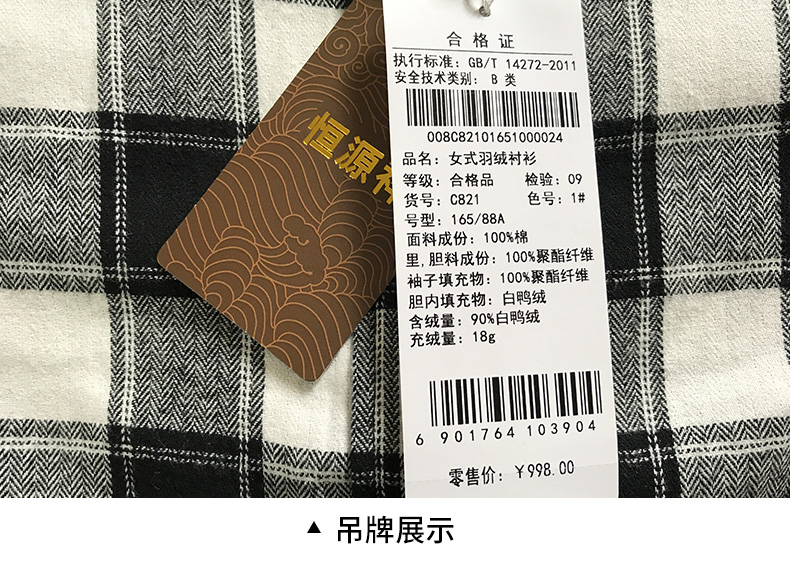 合格证
执行标准: GB/T 14272-2011
安全技术类别: B 类
008C82101651000024
品名: 女式羽绒衬衫
等级: 合格品 检验: 09
货号: C821 色号: 1#
号型: 165/88A
面料成份: 100%棉
里,胆料成份: 100%聚酯纤维
袖子填充物: 100%聚酯纤维
胆内填充物: 白鸭绒
含绒量: 90%白鸭绒
充绒量: 18g
6 901764 103904
零售价: ¥998.00
恒源祥
▲ 吊牌展示